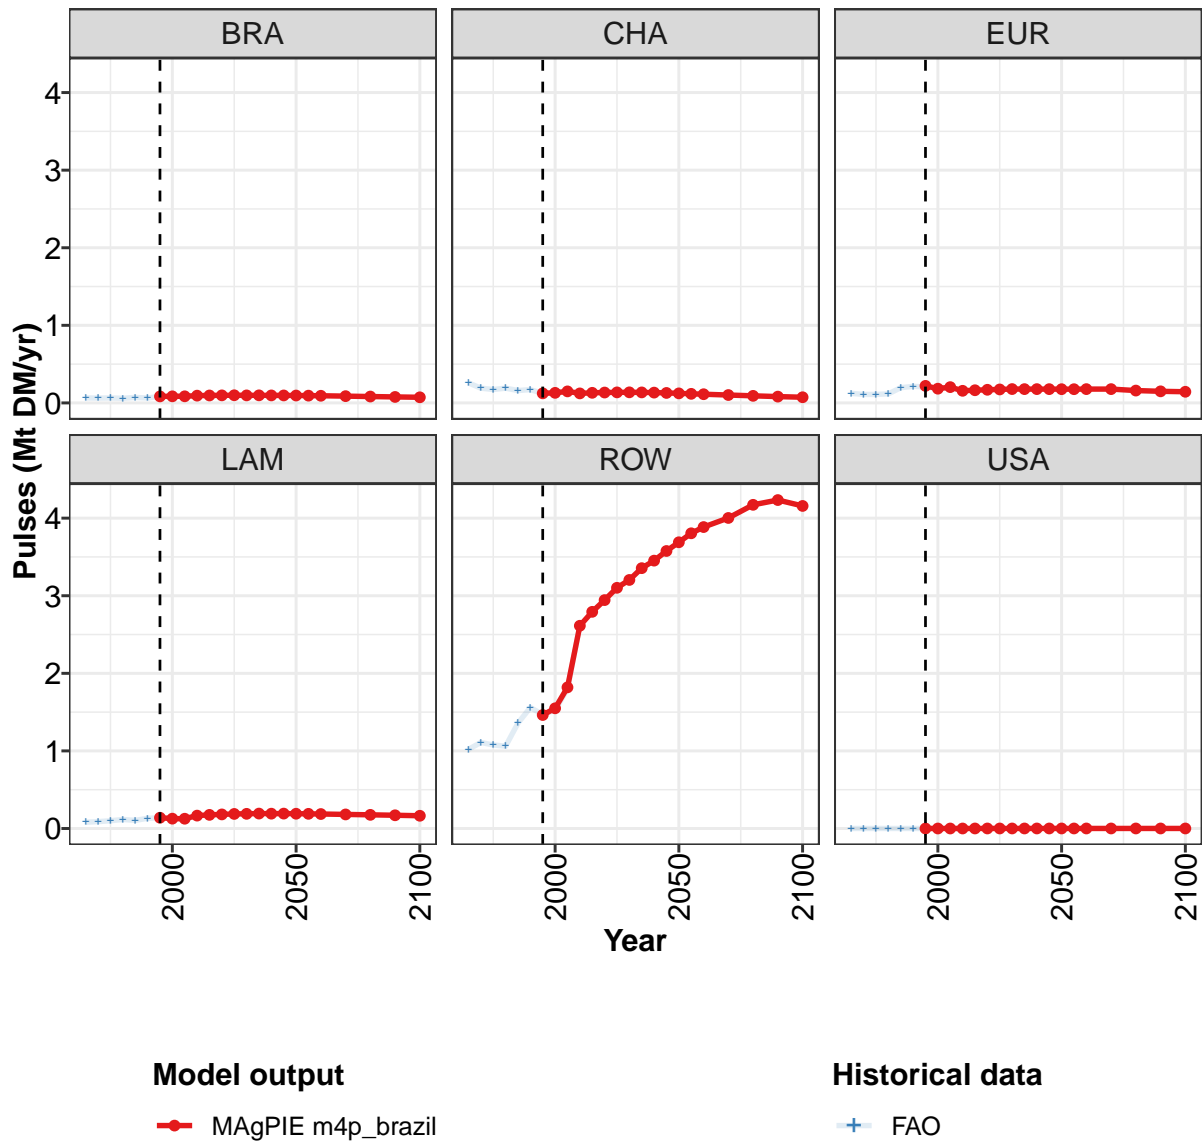 BRA
CHA
EUR
4
3
2
1
0
LAM
ROW
USA
4
3
2
1
0
Pulses (Mt DM/yr)
2000
2050
2100
2000
2050
2100
2000
2050
2100
Year
Model output
Historical data
MAgPIE m4p_brazil
FAO